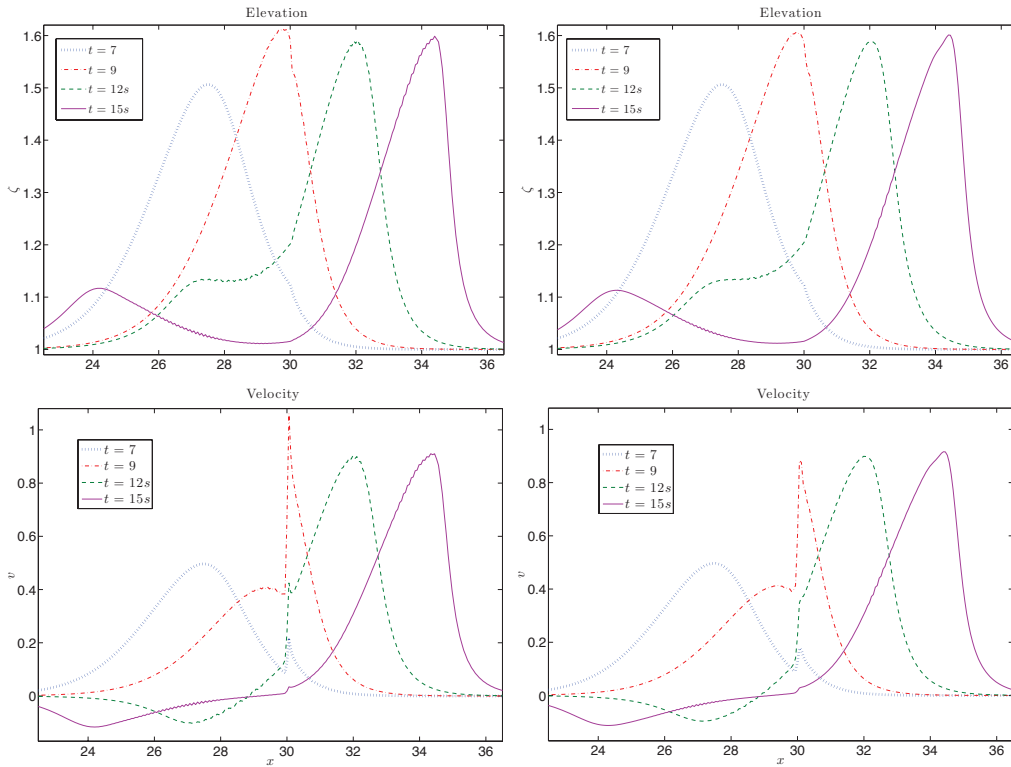 Elevation
1.6
1.5
1.4
1.3
1.2
1.1
1
ζ
t = 7
t = 9
t = 12s
t = 15s
24 26 28 30 32 34 36
Elevation
1.6
1.5
1.4
1.3
1.2
1.1
1
ζ
t = 7
t = 9
t = 12s
t = 15s
24 26 28 30 32 34 36
Velocity
1
0.8
0.6
0.4
0.2
0
v
t = 7
t = 9
t = 12s
t = 15s
24 26 28 30 32 34 36
x
Velocity
1
0.8
0.6
0.4
0.2
0
v
t = 7
t = 9
t = 12s
t = 15s
24 26 28 30 32 34 36
x